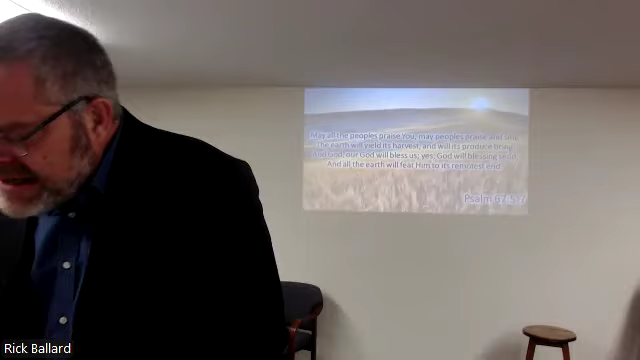 May all the peoples praise You; may peoples praise and sing.
The earth will yield its harvest, and will its produce bring.
And God, our God will bless us; yes, God will blessing send.
And all the earth will fear Him to its remotest end.
Psalm 67:5-7
Rick Ballard